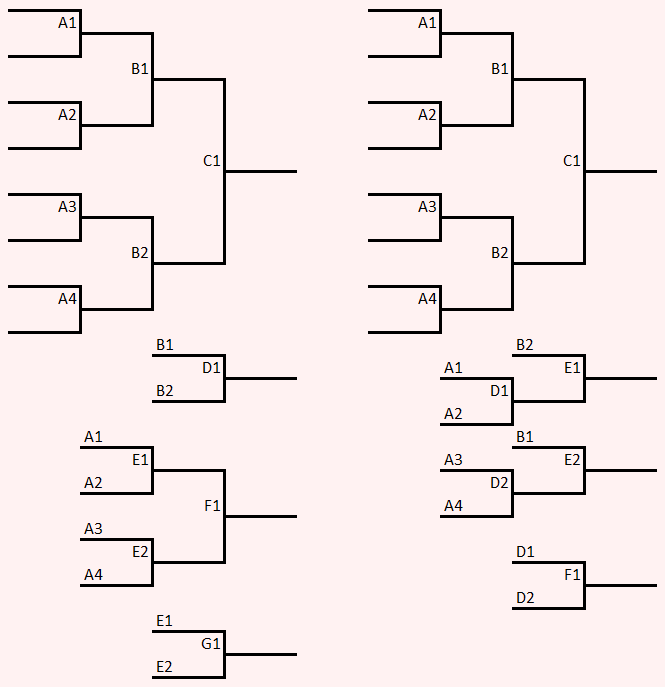 A1 A1
B1 B1
A2 A2
C1 C1
A3 A3
B2 B2
A4 A4
B1 B2
D1 A1 E1
B2 D1
A2
A1 B1
E1 A3 E2
A2 D2
F1 A4
A3
E2 D1
A4 F1
D2
E1
G1
E2